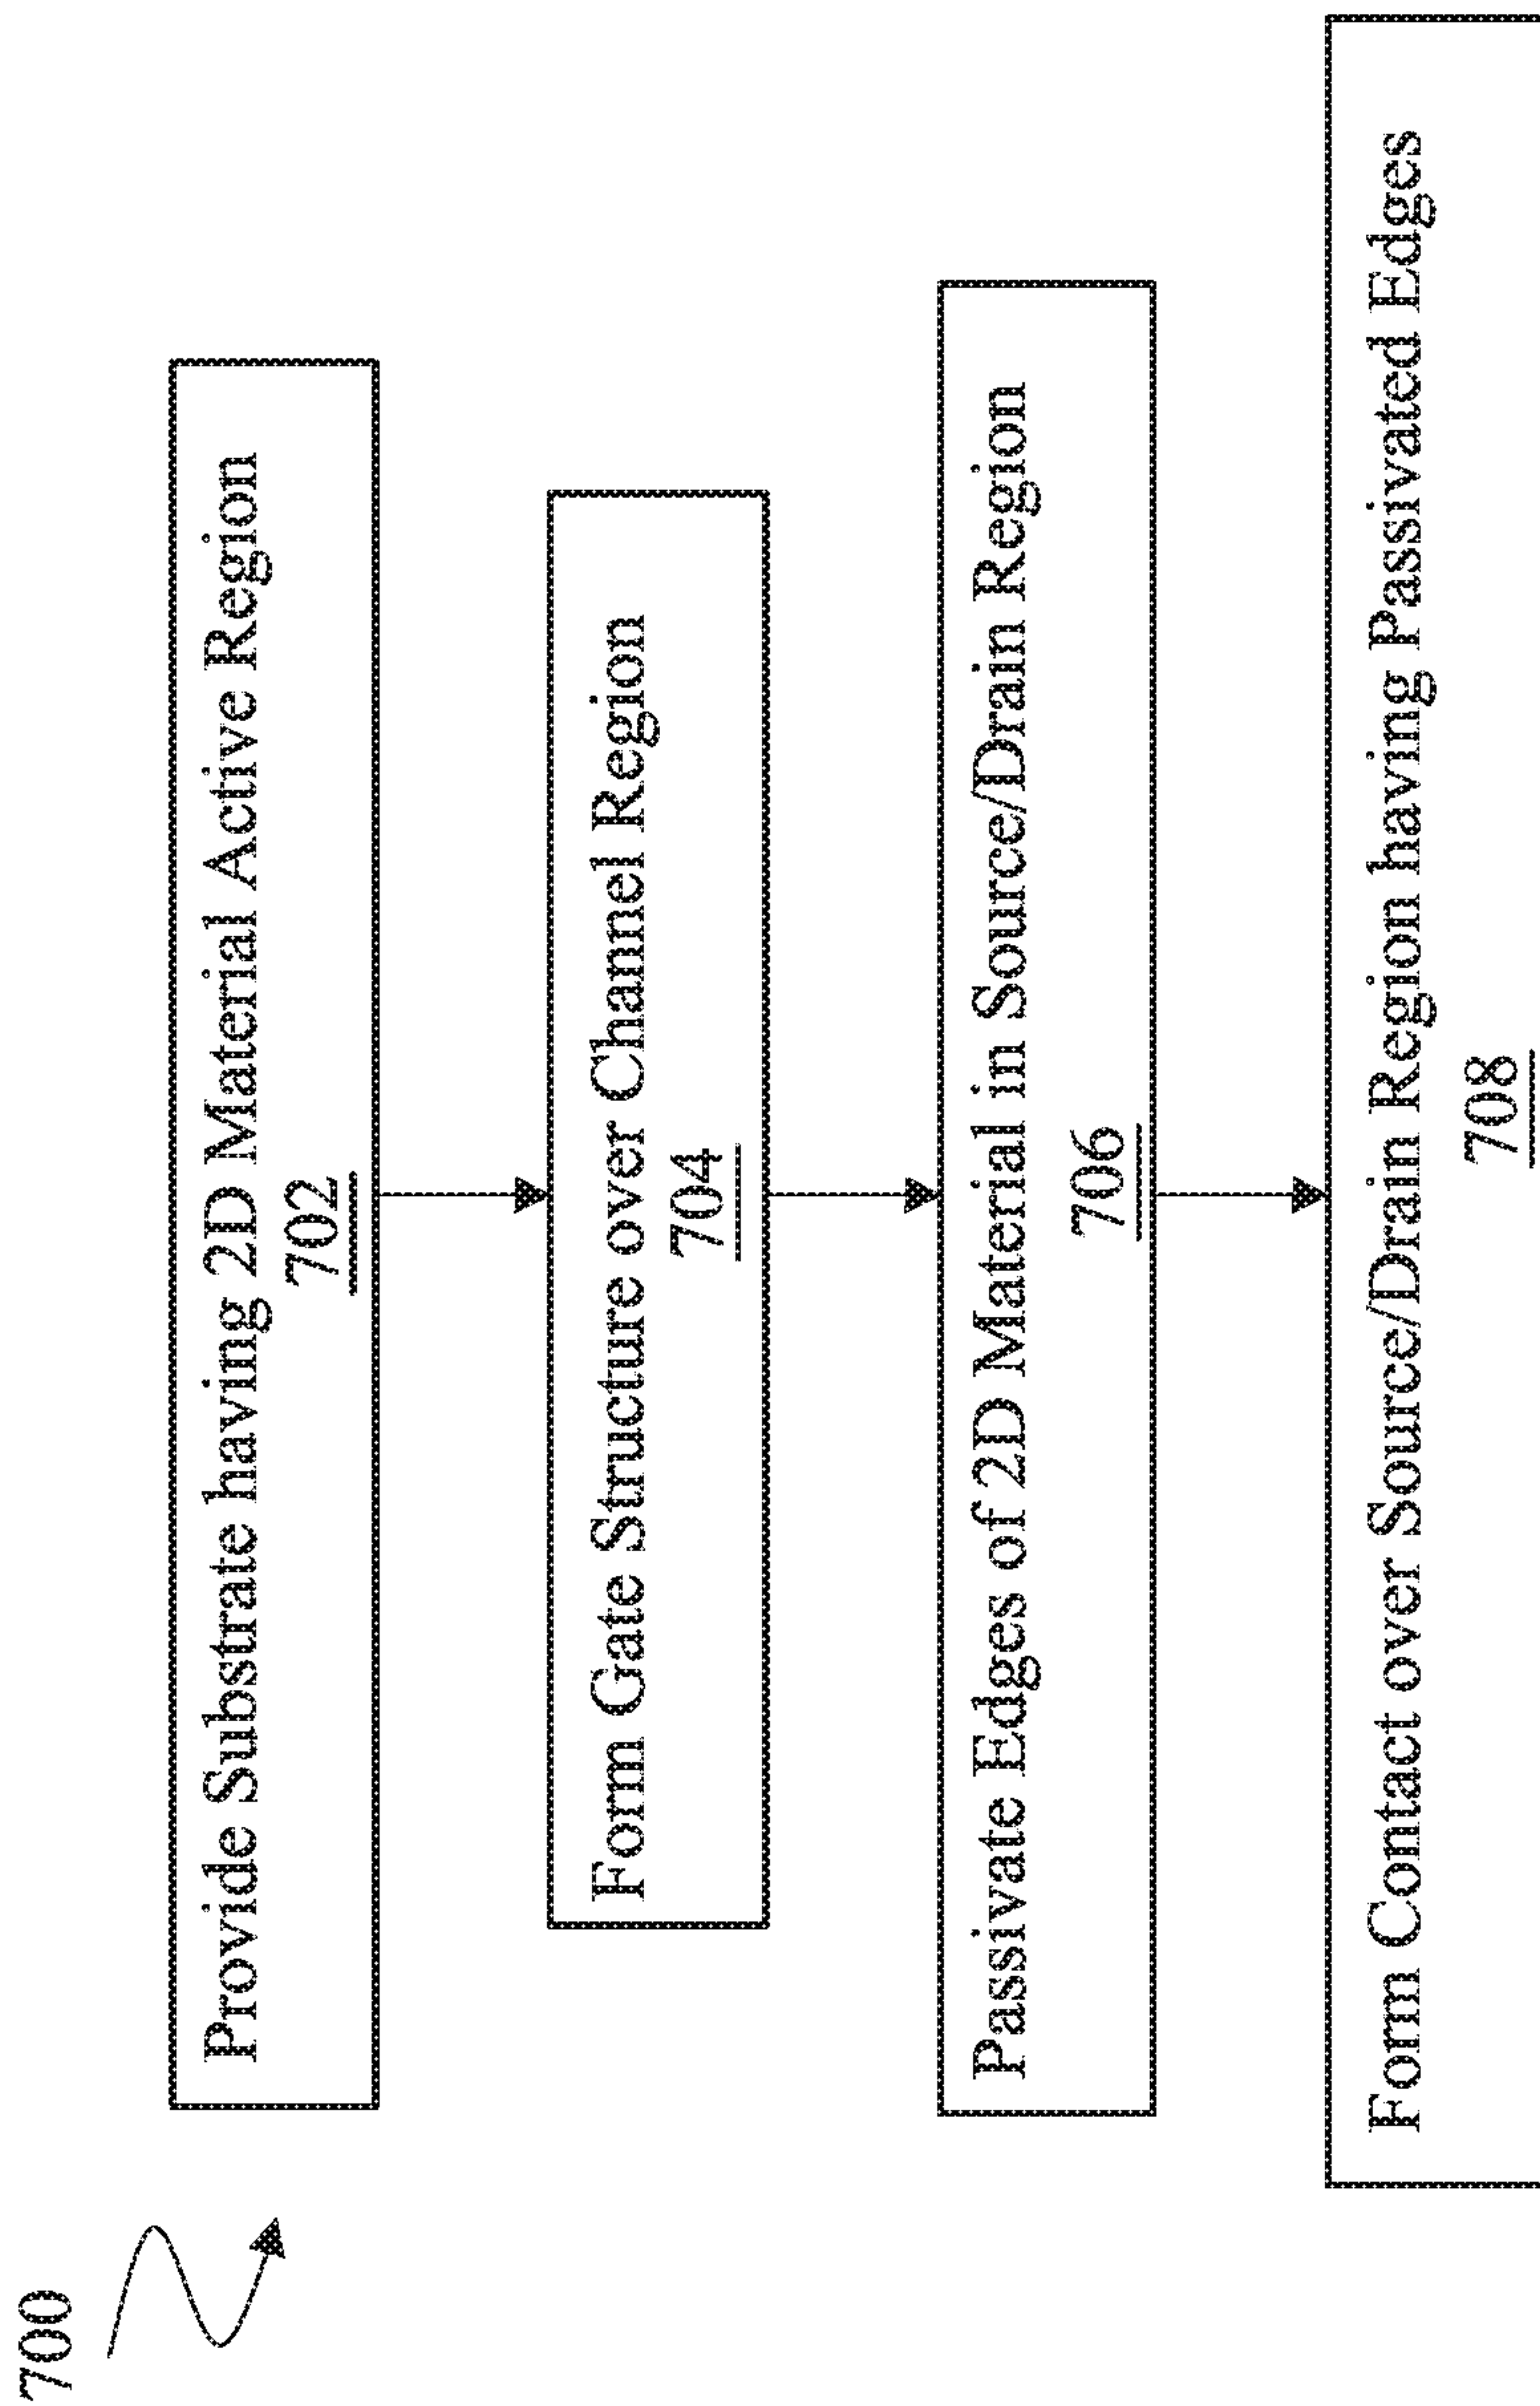 700
Provide Substrate having 2D Material Active Region
702
Form Gate Structure over Channel Region
704
Passivate Edges of 2D Material in Source/Drain Region
706
Form Contact over Source/Drain Region having Passivated Edges
708